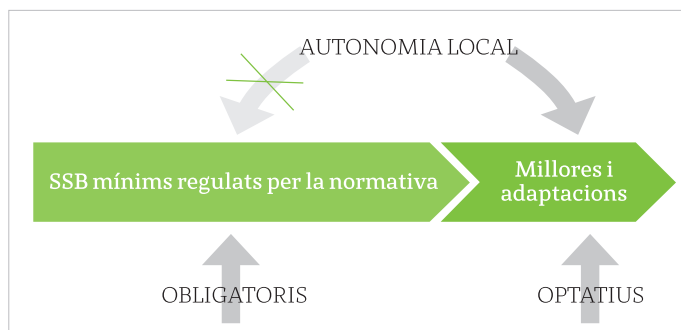 AUTONOMIA LOCAL
SSB mínims regulats per la normativa
Millores i
adaptacions
OBLIGATORIS
OPTATIUS